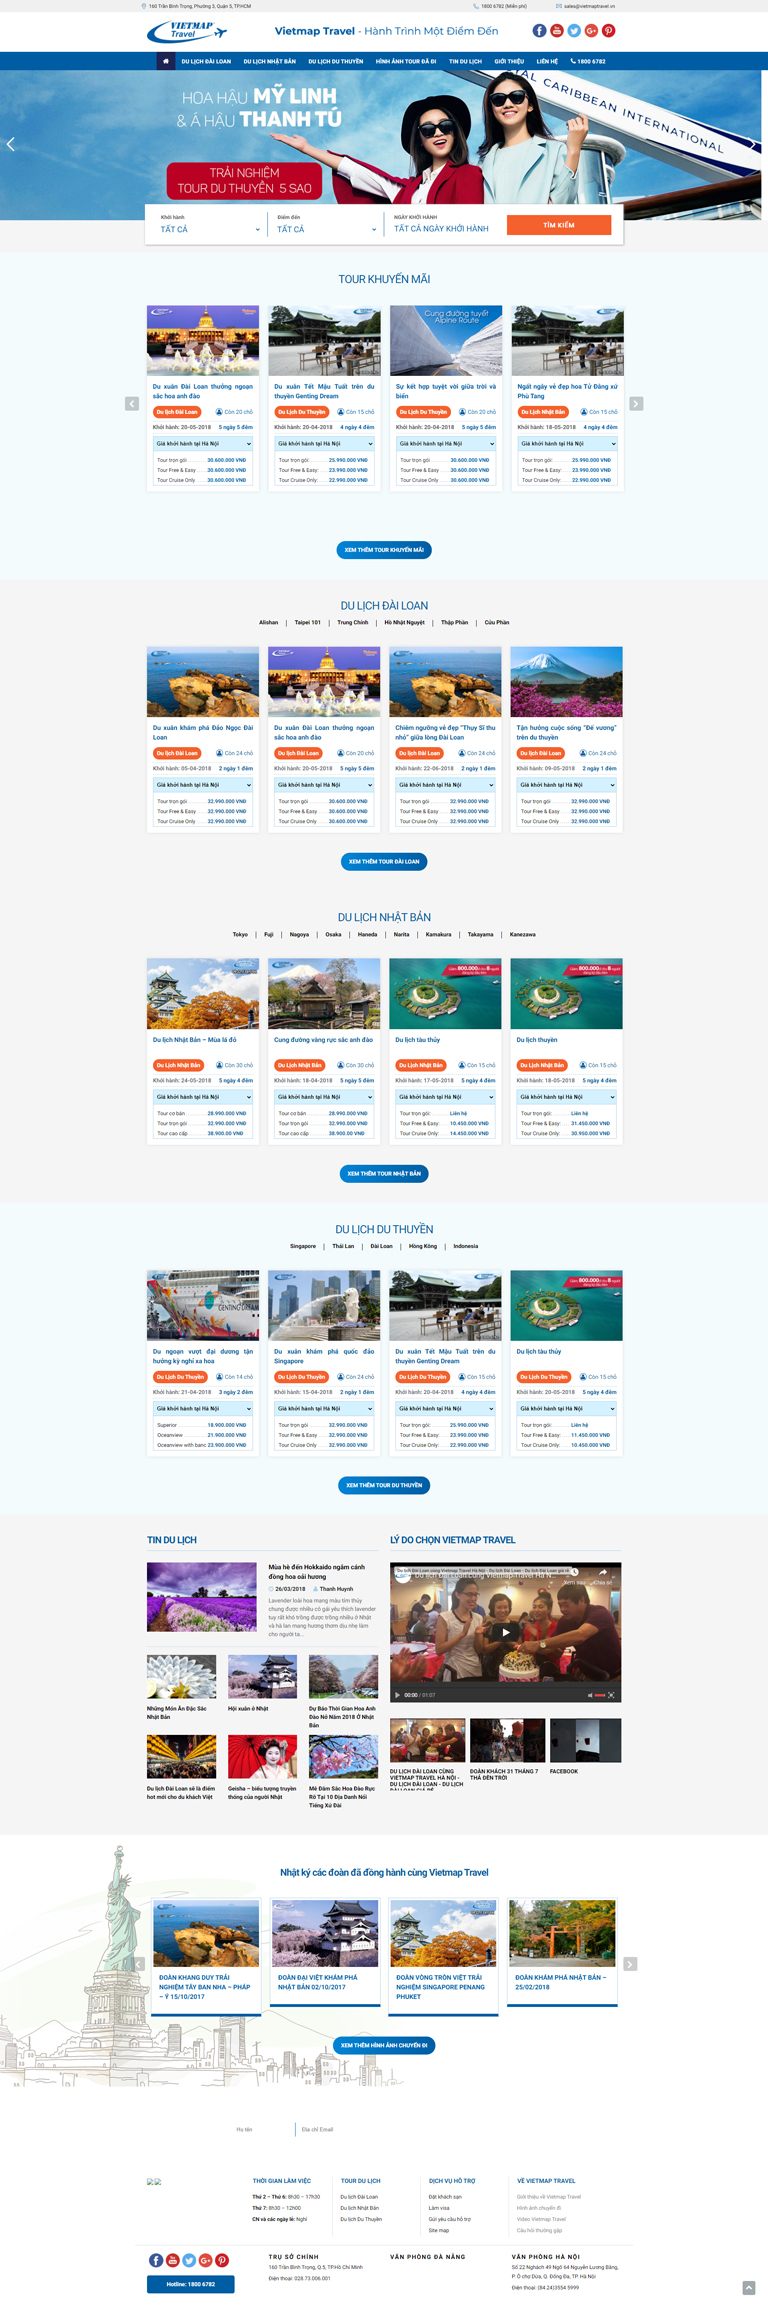 160 Trần Bình Trọng, Phường 3, Quận 5, TP.HCM
1800 6782 (Miễn phí)
sales@vietmaptravel.vn
VIETMAP Travel
Vietmap Travel - Hành Trình Một Điểm Đến
DU LỊCH ĐÀI LOAN DU LỊCH NHẬT BẢN DU LỊCH DU THUYỀN HÌNH ẢNH TOUR ĐÃ ĐI TIN DU LỊCH GIỚI THIỆU LIÊN HỆ 1800 6782
HOA HẬU MỸ LINH
& Á HẬU THANH TÚ
CARIBBEAN INTERNATIONAL
TRẢI NGHIỆM
TOUR DU THUYỀN 5 SAO
Khởi hành Điểm đến NGÀY KHỞI HÀNH
TẤT CẢ TẤT CẢ TẤT CẢ NGÀY KHỞI HÀNH
TÌM KIẾM
TOUR KHUYẾN MÃI
Cung đường tuyết
Alpine Route
Du xuân Đài Loan thưởng ngoạn sắc hoa anh đào
Du Lịch Đài Loan Còn 20 chỗ
Khởi hành: 20-05-2018 5 ngày 5 đêm
Giá khởi hành tại Hà Nội
Tour trọn gói 30.600.000 VNĐ
Tour Free & Easy 30.600.000 VNĐ
Tour Cruise Only 30.600.000 VNĐ
Du xuân Tết Mậu Tuất trên du thuyền Genting Dream
Du Lịch Du Thuyền Còn 15 chỗ
Khởi hành: 20-04-2018 4 ngày 4 đêm
Giá khởi hành tại Hà Nội
Tour trọn gói: 25.990.000 VNĐ
Tour Free & Easy: 23.990.000 VNĐ
Tour Cruise Only: 22.990.000 VNĐ
Sự kết hợp tuyệt vời giữa trời và biển
Du Lịch Du Thuyền Còn 20 chỗ
Khởi hành: 20-04-2018 5 ngày 5 đêm
Giá khởi hành tại Hà Nội
Tour trọn gói 30.600.000 VNĐ
Tour Free & Easy 30.600.000 VNĐ
Tour Cruise Only 30.600.000 VNĐ
Ngất ngây vẻ đẹp hoa Tử Đằng xứ Phù Tang
Du Lịch Nhật Bản Còn 15 chỗ
Khởi hành: 18-05-2018 4 ngày 4 đêm
Giá khởi hành tại Hà Nội
Tour trọn gói: 25.990.000 VNĐ
Tour Free & Easy: 23.990.000 VNĐ
Tour Cruise Only: 22.990.000 VNĐ
XEM THÊM TOUR KHUYẾN MÃI
DU LỊCH ĐÀI LOAN
Alishan | Taipei 101 | Trung Chính | Hồ Nhật Nguyệt | Thập Phần | Cửu Phần
Du xuân khám phá Đảo Ngọc Đài Loan
Du lịch Đài Loan Còn 24 chỗ
Khởi hành: 05-04-2018 2 ngày 1 đêm
Giá khởi hành tại Hà Nội
Tour trọn gói 32.990.000 VNĐ
Tour Free & Easy 32.990.000 VNĐ
Tour Cruise Only 32.990.000 VNĐ
Du xuân Đài Loan thưởng ngoạn sắc hoa anh đào
Du lịch Đài Loan Còn 20 chỗ
Khởi hành: 20-05-2018 5 ngày 5 đêm
Giá khởi hành tại Hà Nội
Tour trọn gói 30.600.000 VNĐ
Tour Free & Easy 30.600.000 VNĐ
Tour Cruise Only 30.600.000 VNĐ
Chiêm ngưỡng vẻ đẹp "Thụy Sĩ thu nhỏ" giữa lòng Đài Loan
Du lịch Đài Loan Còn 24 chỗ
Khởi hành: 22-06-2018 2 ngày 1 đêm
Giá khởi hành tại Hà Nội
Tour trọn gói 32.990.000 VNĐ
Tour Free & Easy 32.990.000 VNĐ
Tour Cruise Only 32.990.000 VNĐ
Tận hưởng cuộc sống "Đế vương" trên du thuyền
Du lịch Đài Loan Còn 24 chỗ
Khởi hành: 09-05-2018 2 ngày 1 đêm
Giá khởi hành tại Hà Nội
Tour trọn gói 32.990.000 VNĐ
Tour Free & Easy 32.990.000 VNĐ
Tour Cruise Only 32.990.000 VNĐ
XEM THÊM TOUR ĐÀI LOAN
DU LỊCH NHẬT BẢN
Tokyo | Fuji | Nagoya | Osaka | Haneda | Narita | Kamakura | Takayama | Kanezawa
Du lịch Nhật Bản – Mùa lá đỏ
Du Lịch Nhật Bản Còn 30 chỗ
Khởi hành: 24-05-2018 5 ngày 4 đêm
Giá khởi hành tại Hà Nội
Tour cơ bản 28.990.000 VNĐ
Tour trọn gói 32.990.000 VNĐ
Tour cao cấp 38.900.00 VNĐ
Cung đường vàng rực sắc anh đào
Du Lịch Nhật Bản Còn 30 chỗ
Khởi hành: 18-04-2018 5 ngày 5 đêm
Giá khởi hành tại Hà Nội
Tour cơ bản 28.990.000 VNĐ
Tour trọn gói 32.990.000 VNĐ
Tour cao cấp 38.900.00 VNĐ
Du lịch tàu thủy
Du Lịch Nhật Bản Còn 15 chỗ
Khởi hành: 17-05-2018 5 ngày 4 đêm
Giá khởi hành tại Hà Nội
Tour trọn gói: Liên hệ
Tour Free & Easy: 10.450.000 VNĐ
Tour Cruise Only: 14.450.000 VNĐ
Du lịch thuyền
Du Lịch Nhật Bản Còn 15 chỗ
Khởi hành: 18-05-2018 5 ngày 4 đêm
Giá khởi hành tại Hà Nội
Tour trọn gói: Liên hệ
Tour Free & Easy: 31.450.000 VNĐ
Tour Cruise Only: 30.950.000 VNĐ
XEM THÊM TOUR NHẬT BẢN
DU LỊCH DU THUYỀN
Singapore | Thái Lan | Đài Loan | Hồng Kông | Indonesia
Du ngoạn vượt đại dương tận hưởng kỳ nghỉ xa hoa
Du Lịch Du Thuyền Còn 14 chỗ
Khởi hành: 21-04-2018 3 ngày 2 đêm
Giá khởi hành tại Hà Nội
Superior 18.900.000 VNĐ
Oceanview 21.900.000 VNĐ
Oceanview with banc 23.900.000 VNĐ
Du xuân khám phá quốc đảo Singapore
Du Lịch Du Thuyền Còn 24 chỗ
Khởi hành: 15-04-2018 2 ngày 1 đêm
Giá khởi hành tại Hà Nội
Tour trọn gói 32.990.000 VNĐ
Tour Free & Easy 32.990.000 VNĐ
Tour Cruise Only 32.990.000 VNĐ
Du xuân Tết Mậu Tuất trên du thuyền Genting Dream
Du Lịch Du Thuyền Còn 15 chỗ
Khởi hành: 20-04-2018 4 ngày 4 đêm
Giá khởi hành tại Hà Nội
Tour trọn gói: 25.990.000 VNĐ
Tour Free & Easy: 23.990.000 VNĐ
Tour Cruise Only: 22.990.000 VNĐ
Du lịch tàu thủy
Du Lịch Du Thuyền Còn 15 chỗ
Khởi hành: 20-05-2018 5 ngày 4 đêm
Giá khởi hành tại Hà Nội
Tour trọn gói: Liên hệ
Tour Free & Easy: 11.450.000 VNĐ
Tour Cruise Only: 10.450.000 VNĐ
XEM THÊM TOUR DU THUYỀN
TIN DU LỊCH
Mùa hè đến Hokkaido ngắm cánh đồng hoa oải hương
26/03/2018 Thanh Huynh
Lavender loài hoa mang màu tím thủy chung được nhiều cô gái yêu thích lavender tuy rất khó trồng được trồng nhiều ở Nhật và hà lan mang hương thơm dịu nhẹ làm cho người ta...
Những Món Ăn Đặc Sắc Nhật Bản
Hội xuân ở Nhật
Dự Báo Thời Gian Hoa Anh Đào Nở Năm 2018 Ở Nhật Bản
Du lịch Đài Loan sẽ là điểm hot mới cho du khách Việt
Geisha – biểu tượng truyền thống của người Nhật
Mê Đắm Sắc Hoa Đào Rực Rỡ Tại 10 Địa Danh Nổi Tiếng Xứ Đài
LÝ DO CHỌN VIETMAP TRAVEL
Xem sau Chia sẻ
00:00 / 01:07
DU LỊCH ĐÀI LOAN CÙNG VIETMAP TRAVEL HÀ NỘI - DU LỊCH ĐÀI LOAN - DU LỊCH ĐÀI LOAN GIÁ RẺ
ĐOÀN KHÁCH 31 THÁNG 7 THẢ ĐÈN TRỜI
FACEBOOK
Nhật ký các đoàn đã đồng hành cùng Vietmap Travel
ĐOÀN KHANG DUY TRẢI NGHIỆM TÂY BAN NHA – PHÁP – Ý 15/10/2017
ĐOÀN ĐẠI VIỆT KHÁM PHÁ NHẬT BẢN 02/10/2017
ĐOÀN VÒNG TRÒN VIỆT TRẢI NGHIỆM SINGAPORE PENANG PHUKET
ĐOÀN KHÁM PHÁ NHẬT BẢN – 25/02/2018
XEM THÊM HÌNH ẢNH CHUYẾN ĐI
Họ tên Địa chỉ Email
THỜI GIAN LÀM VIỆC
Thứ 2 – Thứ 6: 8h30 – 17h30
Thứ 7: 8h30 – 12h00
CN và các ngày lễ: Nghỉ
TOUR DU LỊCH
Du lịch Đài Loan
Du lịch Nhật Bản
Du lịch Du Thuyền
DỊCH VỤ HỖ TRỢ
Đặt khách sạn
Làm visa
Gửi yêu cầu hỗ trợ
Site map
VỀ VIETMAP TRAVEL
Giới thiệu về Vietmap Travel
Hình ảnh chuyến đi
Video Vietmap Travel
Câu hỏi thường gặp
Hotline: 1800 6782
TRỤ SỞ CHÍNH
160 Trần Bình Trọng, Q.5, TP.Hồ Chí Minh
Điện thoại: 028.73.006.001
VĂN PHÒNG ĐÀ NẴNG
VĂN PHÒNG HÀ NỘI
Số 22 Nghách 49 Ngõ 64 Nguyễn Lương Bằng,
P. Ô chợ Dừa, Q. Đống Đa, TP. Hà Nội
Điện thoại: (84.24)3554 5999